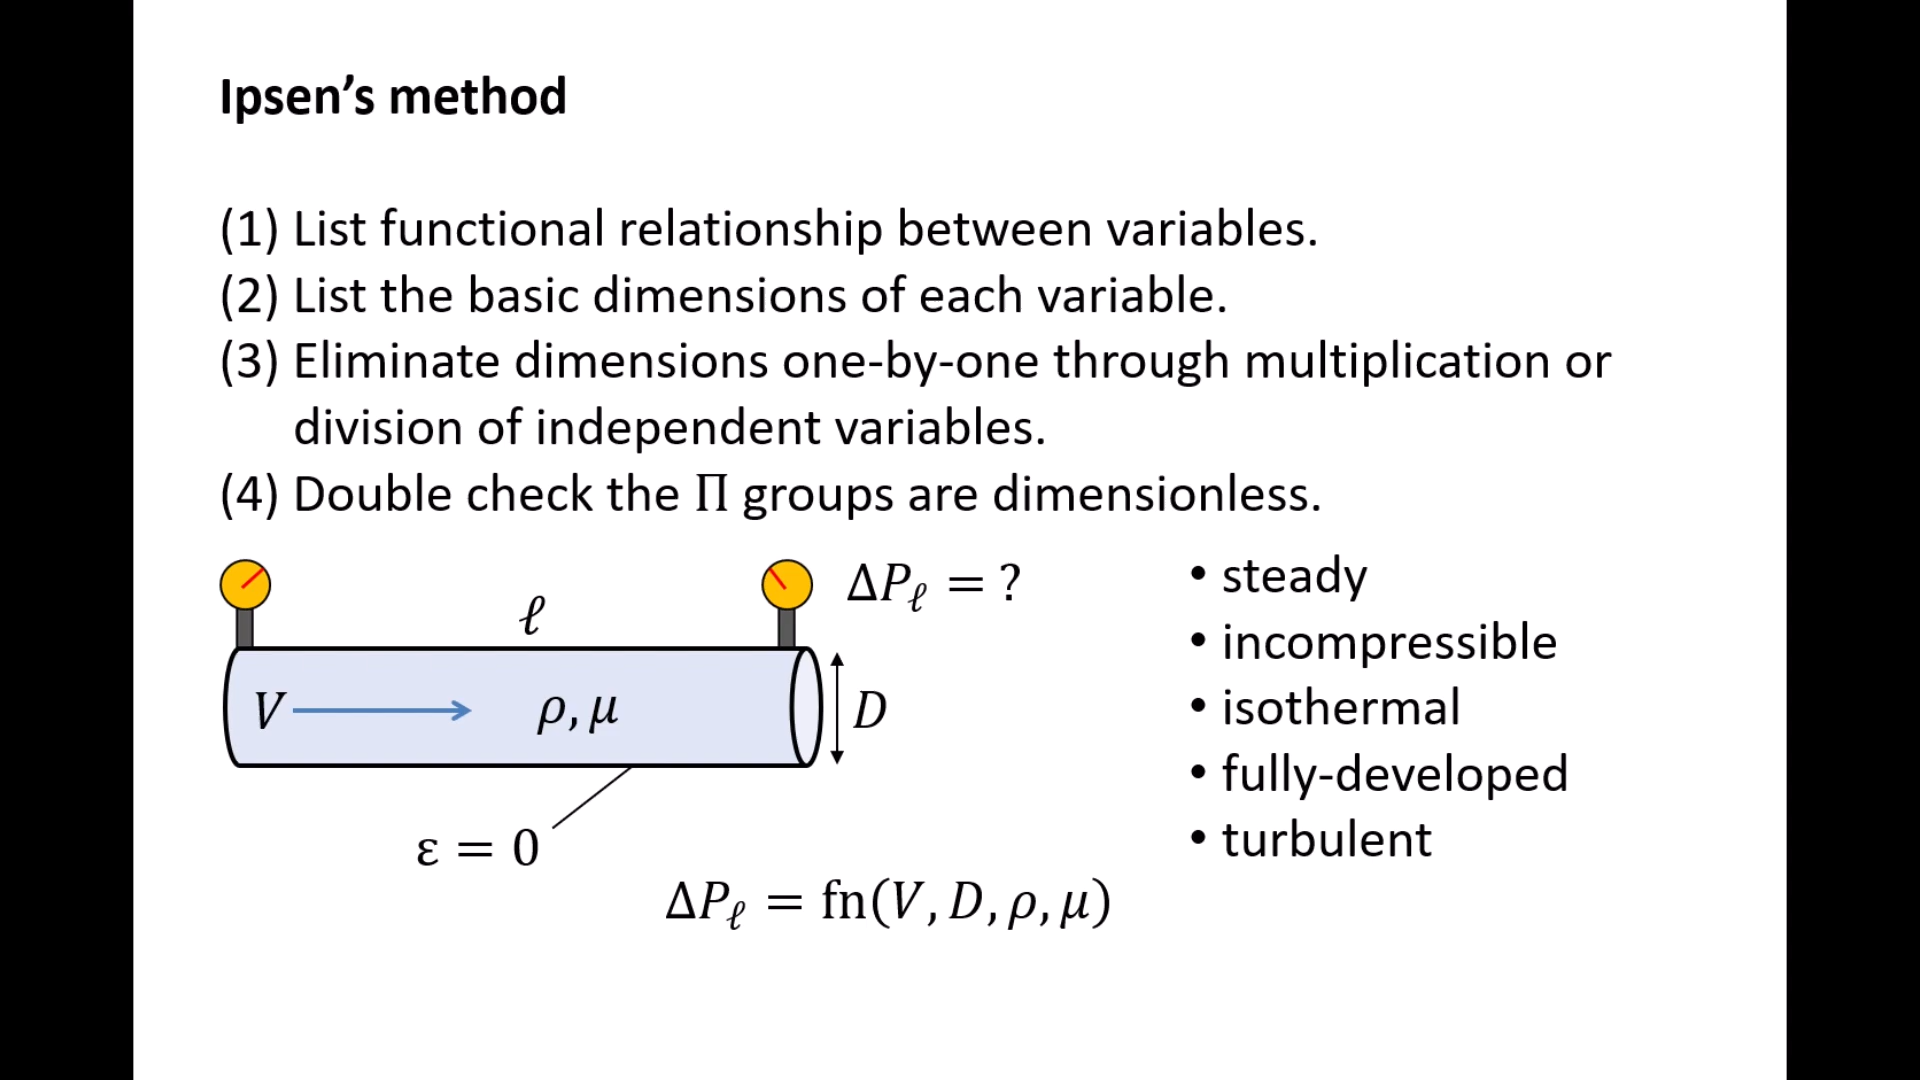 Ipsen’s method
(1) List functional relationship between variables.
(2) List the basic dimensions of each variable.
(3) Eliminate dimensions one-by-one through multiplication or
division of independent variables.
(4) Double check the Π groups are dimensionless.
ℓ
ΔPℓ = ?
V
ρ, μ
D
ε = 0
• steady
• incompressible
• isothermal
• fully-developed
• turbulent
ΔPℓ = fn(V, D, ρ, μ)